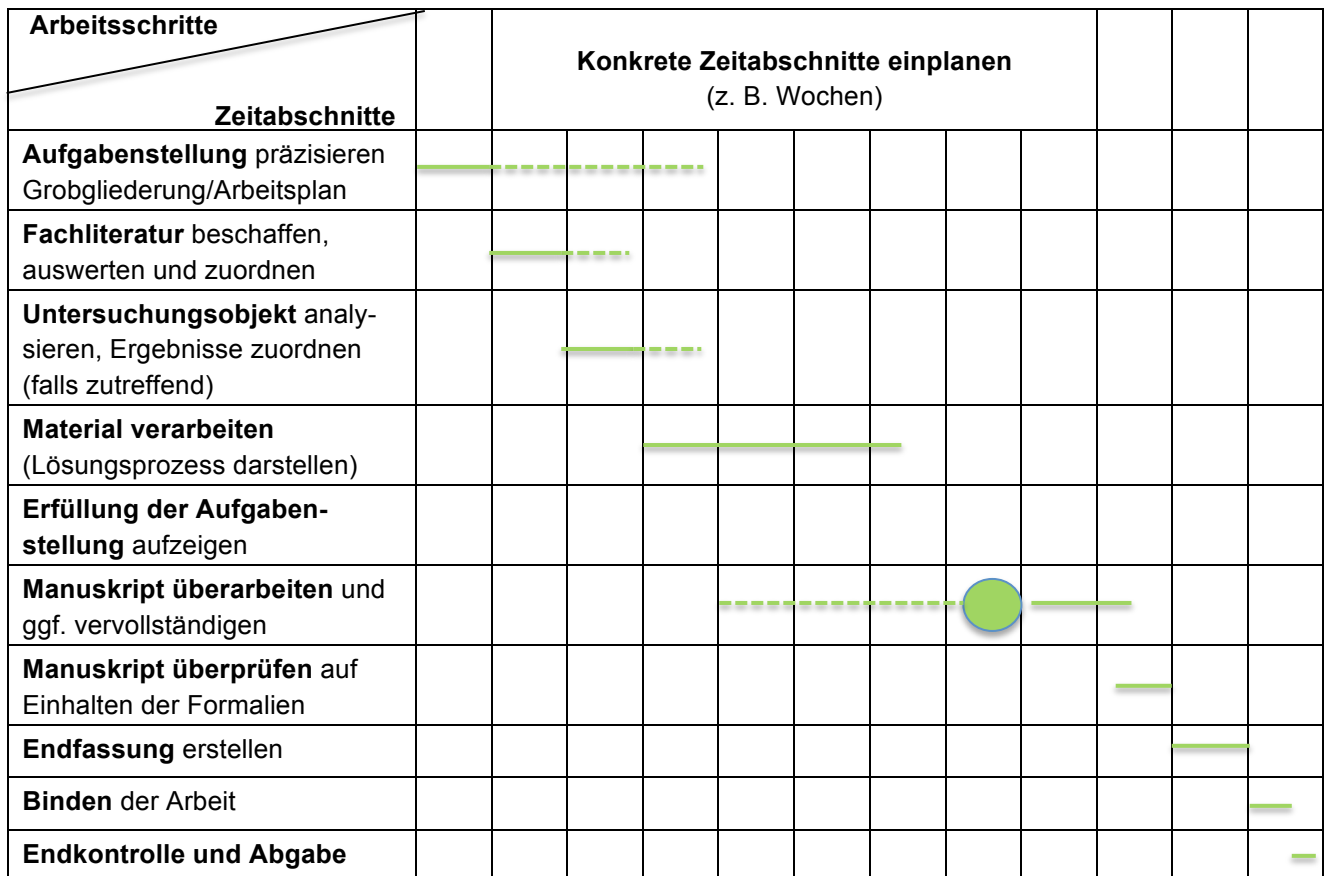 Arbeitsschritte
Zeitabschnitte
Konkrete Zeitabschnitte einplanen
(z. B. Wochen)
Aufgabenstellung präzisieren
Grobgliederung/Arbeitsplan
Fachliteratur beschaffen,
auswerten und zuordnen
Untersuchungsobjekt analy-
sieren, Ergebnisse zuordnen
(falls zutreffend)
Material verarbeiten
(Lösungsprozess darstellen)
Erfüllung der Aufgaben-
stellung aufzeigen
Manuskript überarbeiten und
ggf. vervollständigen
Manuskript überprüfen auf
Einhalten der Formalien
Endfassung erstellen
Binden der Arbeit
Endkontrolle und Abgabe